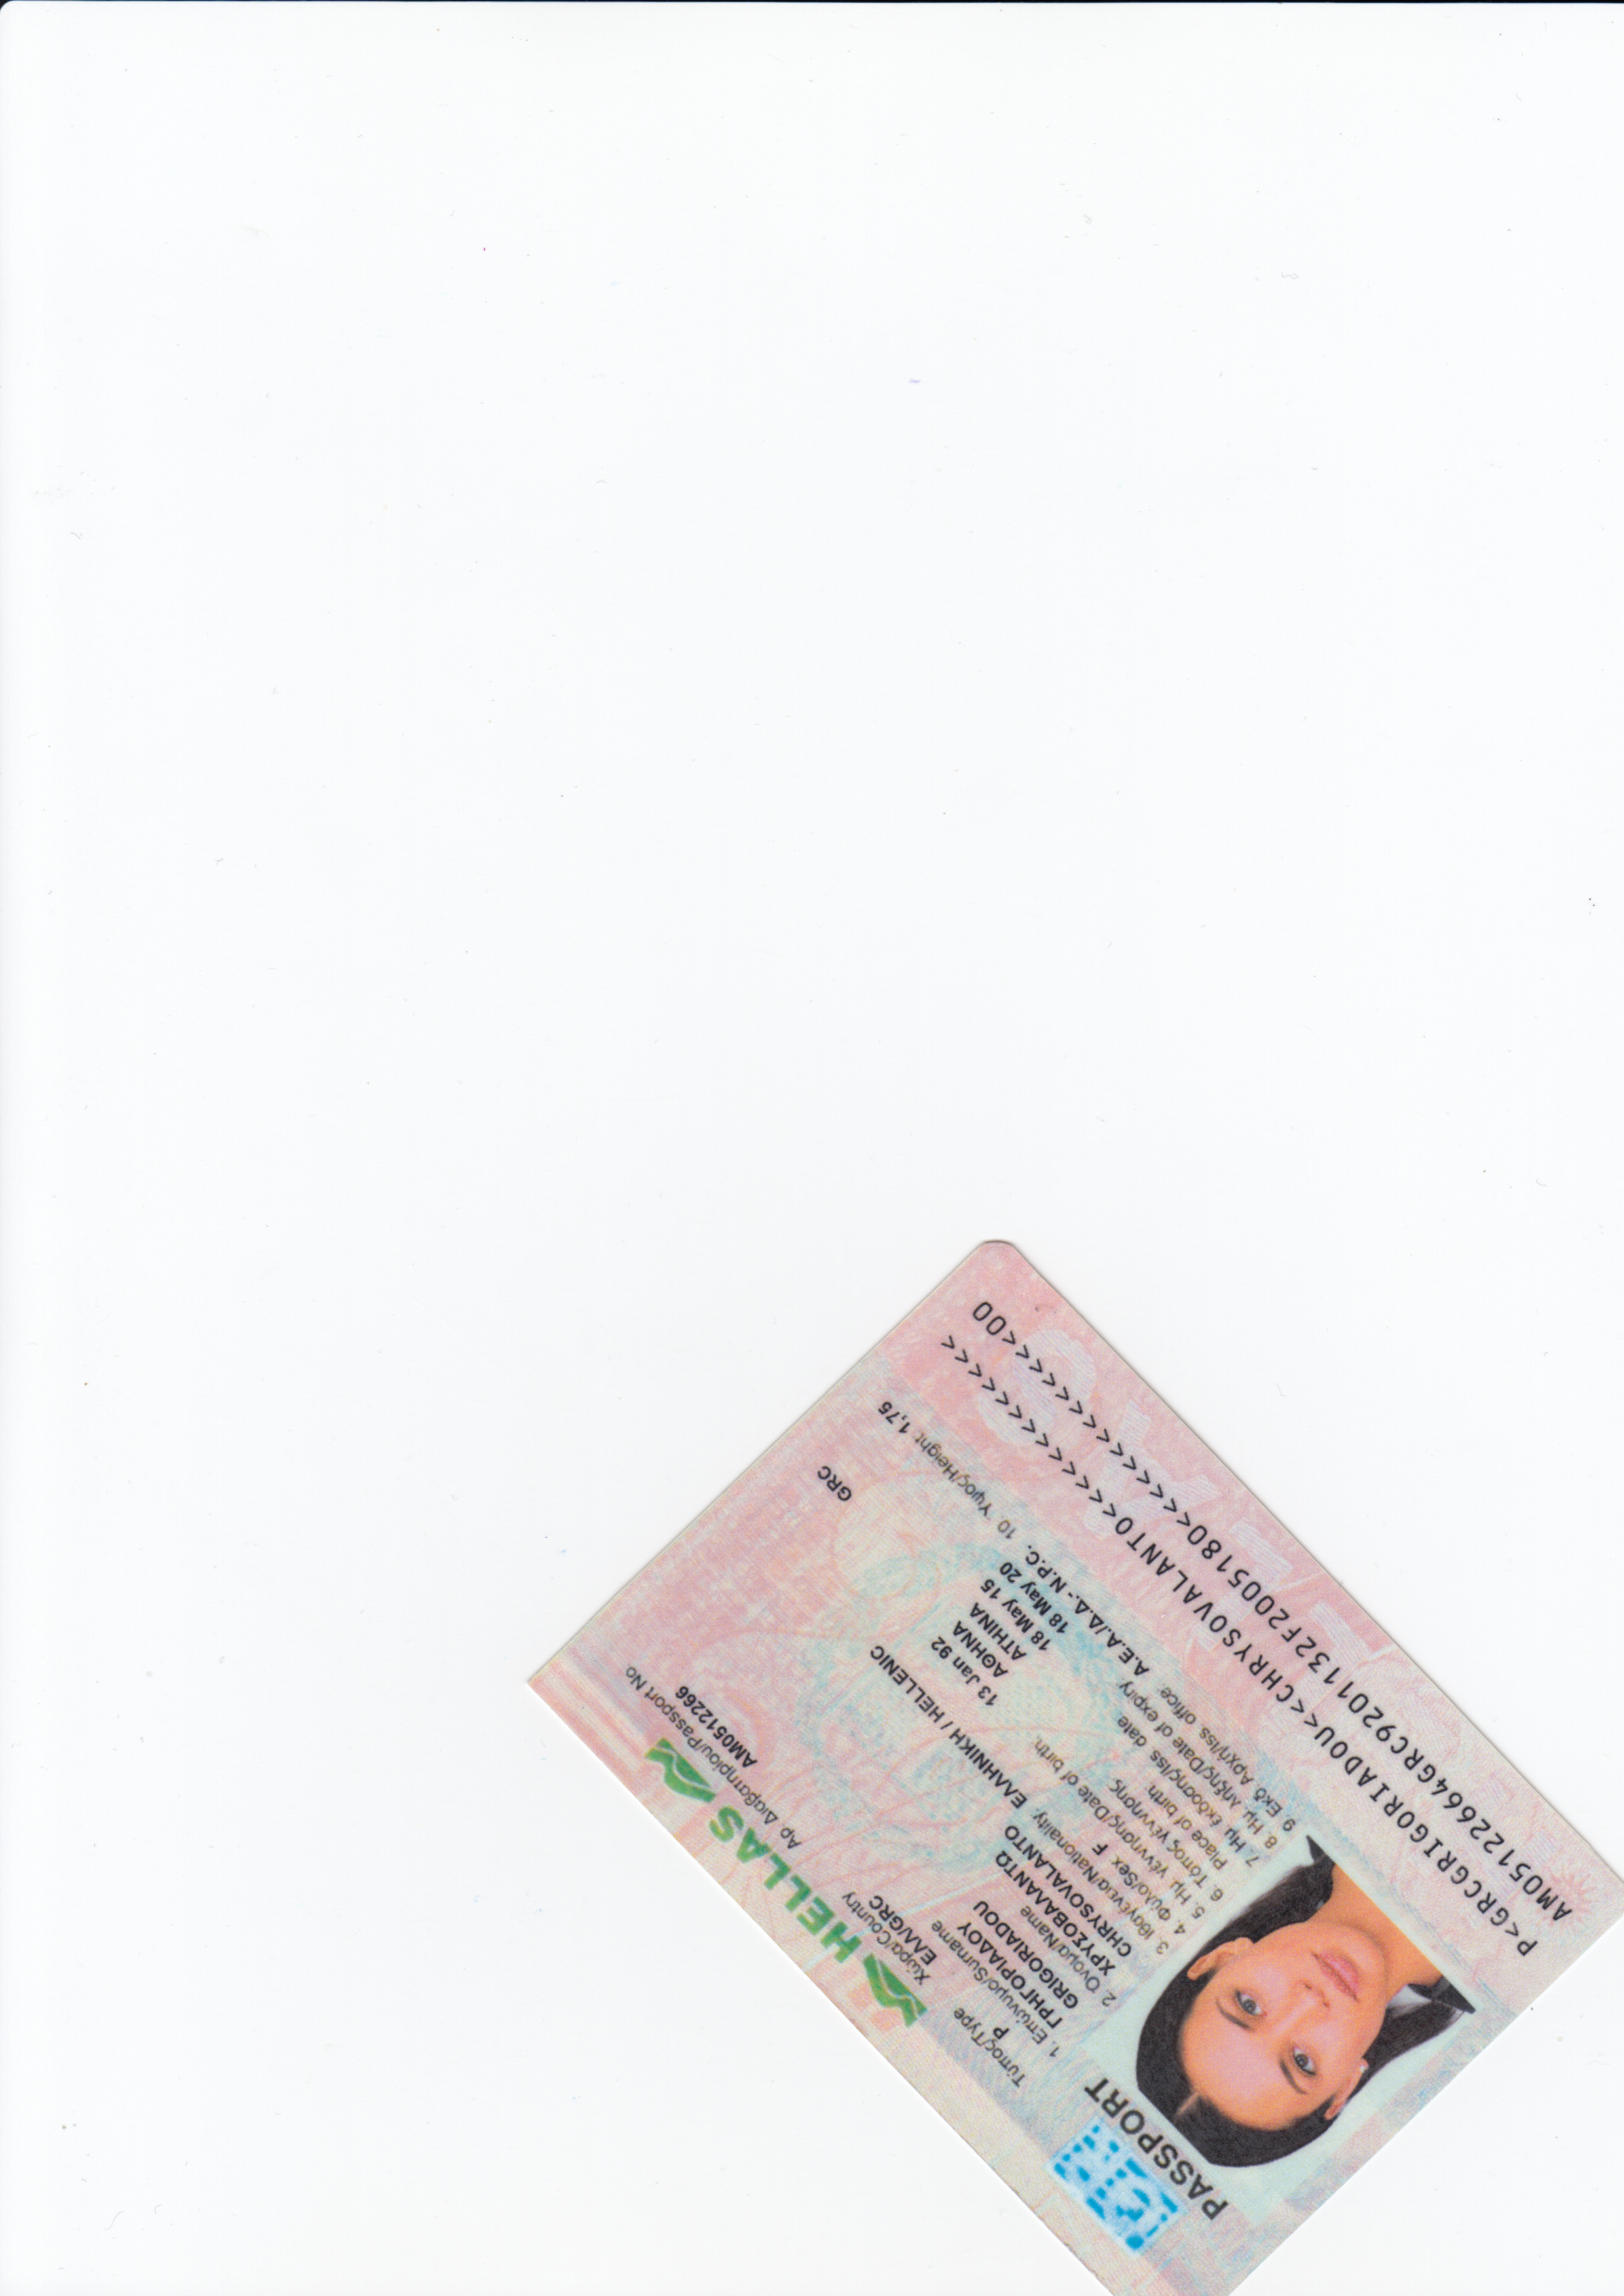 HELLAS
PASSPORT
Τύπος/Type
P
Χώρα/Country
ΕΛΛ/GRC
Αρ. Διαβατηρίου/Passport No
AM0512266
1. Επώνυμο/Surname
ΓΡΗΓΟΡΙΑΔΟΥ
GRIGORIADOU
2. Όνομα/Name
ΧΡΥΣΟΒΑΛΑΝΤΩ
CHRYSOVALANTO
3. Ιθαγένεια/Nationality. ΕΛΛΗΝΙΚΗ / HELLENIC GRC
4. Φύλο/Sex. F
5. Ημ. γέννησης/Date of birth. 13 Jan 92
6. Τόπος γέννησης ΑΘΗΝΑ
Place of birth. ATHINA
7. Ημ. έκδοσης/Iss date 18 May 15
8. Ημ. λήξης/Date of expiry. 18 May 20
9. Εκδ. Αρχή/Iss. office Α.Ε.Α./Δ.Δ.- N.P.C. 10 Υψος/Height 1,75
P<GRCGRIGORIADOU<<CHRYSOVALANTO<<<<<<<<<<<<<
AM05122664GRC9201132F2005180<<<<<<<<<<<<<<00